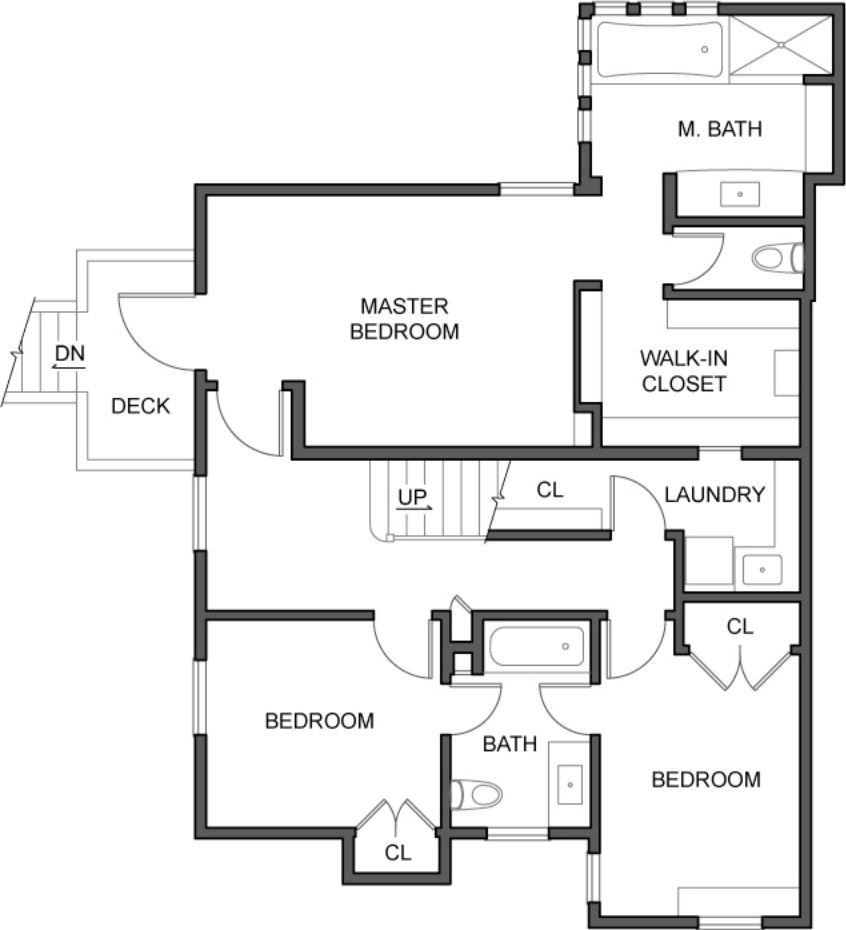 M. BATH
MASTER
BEDROOM
WALK-IN
CLOSET
DN
DECK
UP
CL
LAUNDRY
CL
BEDROOM
BATH
BEDROOM
CL